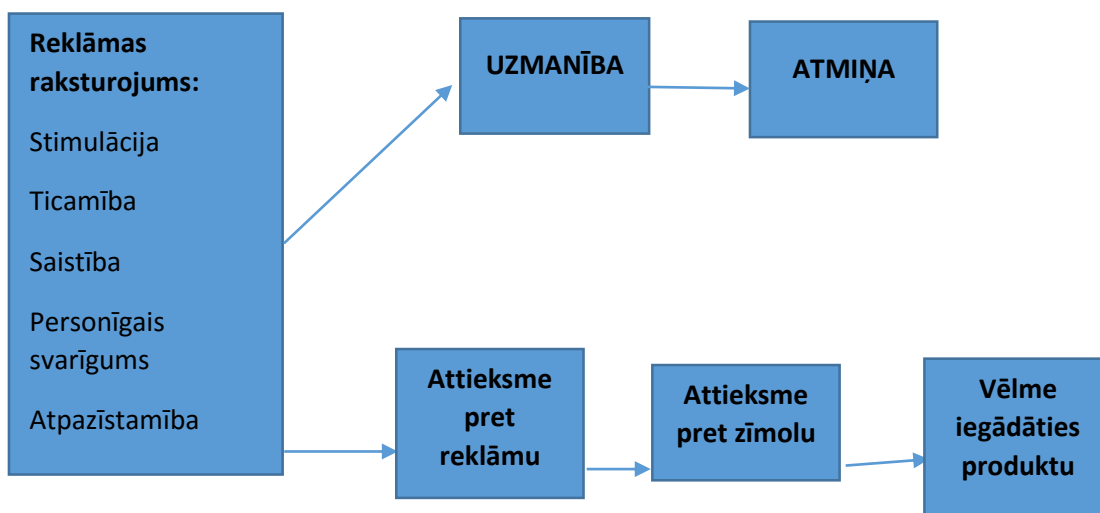 Reklāmas
raksturojums:
Stimulācija
Ticamība
Saistība
Personīgais
svarīgums
Atpazīstamība
UZMANĪBA
ATMIŅA
Attieksme
pret
reklāmu
Attieksme
pret zīmolu
Vēlme
iegādāties
produktu